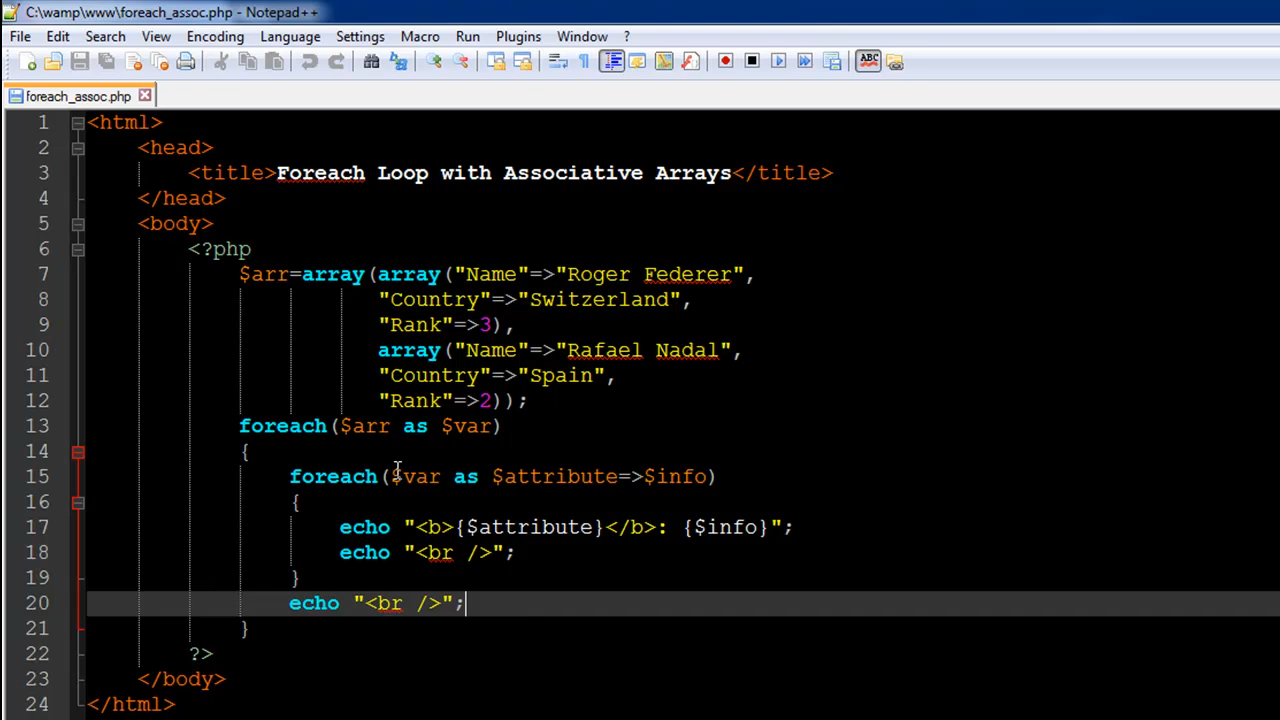 C:\wamp\www\foreach_assoc.php - Notepad++
File Edit Search View Encoding Language Settings Macro Run Plugins Window ?
ABC
foreach_assoc.php
1 <html>
2 <head>
3 <title>Foreach Loop with Associative Arrays</title>
4 </head>
5 <body>
6 <?php
7 $arr=array(array("Name"=>"Roger Federer",
8 "Country"=>"Switzerland",
9 "Rank"=>3),
10 array("Name"=>"Rafael Nadal",
11 "Country"=>"Spain",
12 "Rank"=>2));
13 foreach($arr as $var)
14 {
15 foreach($var as $attribute=>$info)
16 {
17 echo "<b>{$attribute}</b>: {$info}";
18 echo "<br />";
19 }
20 echo "<br />";
21 }
22 ?>
23 </body>
24 </html>